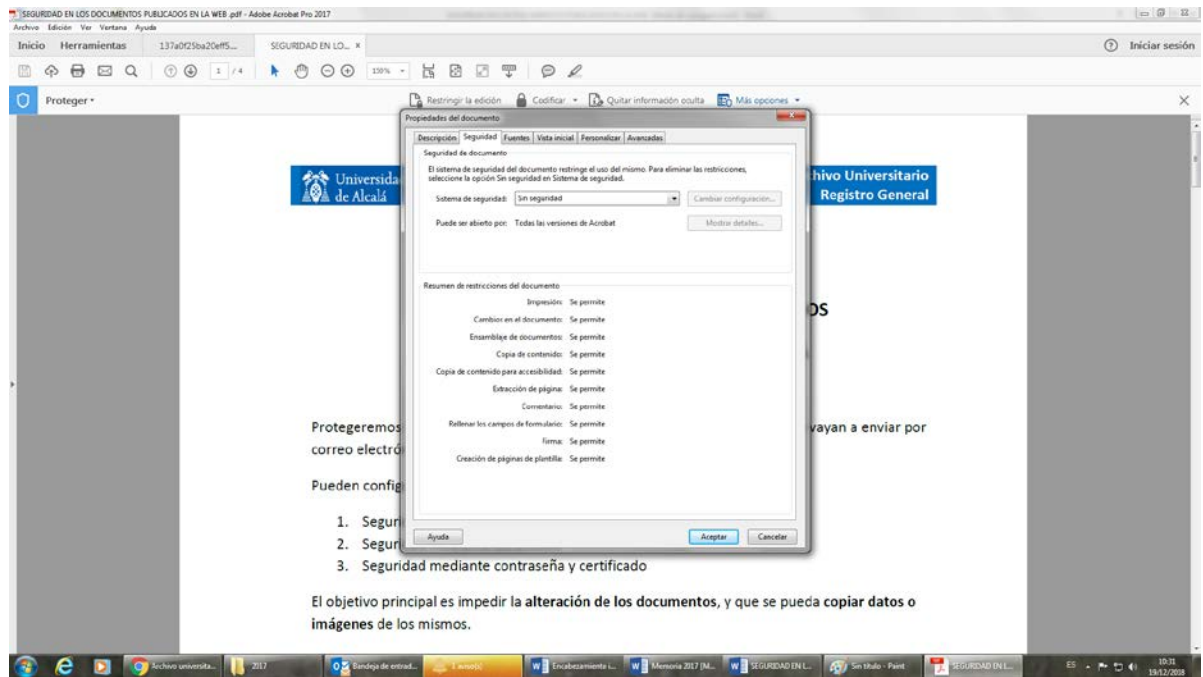 SEGURIDAD EN LOS DOCUMENTOS PUBLICADOS EN LA WEB .pdf - Adobe Acrobat Pro 2017
Archivo Edición Ver Ventana Ayuda
Inicio Herramientas 137a0f25ba20eff5... SEGURIDAD EN LO... × Iniciar sesión
1 / 4 150%
Proteger Restringir la edición Codificar Quitar información oculta Más opciones
Propiedades del documento
Descripción Seguridad Fuentes Vista inicial Personalizar Avanzadas
Seguridad de documento
El sistema de seguridad del documento restringe el uso del mismo. Para eliminar las restricciones,
seleccione la opción Sin seguridad en Sistema de seguridad.
Sistema de seguridad: Sin seguridad Cambiar configuración...
Puede ser abierto por: Todas las versiones de Acrobat Mostrar detalles...
Resumen de restricciones del documento
Impresión: Se permite
Cambios en el documento: Se permite
Ensamblaje de documentos: Se permite
Copia de contenido: Se permite
Copia de contenido para accesibilidad: Se permite
Extracción de página: Se permite
Comentario: Se permite
Rellenar los campos de formulario: Se permite
Firma: Se permite
Creación de páginas de plantilla: Se permite
Ayuda Aceptar Cancelar
Universida
de Alcalá
hivo Universitario
Registro General
OS
Protegeremos vayan a enviar por
correo electró
Pueden config
1. Seguri
2. Seguri
3. Seguridad mediante contraseña y certificado
El objetivo principal es impedir la alteración de los documentos, y que se pueda copiar datos o
imágenes de los mismos.
Archivo universita... 2017 Bandeja de entrad... 1 aviso(s) Encabezamiento i... Memoria 2017 [M... SEGURIDAD EN L... Sin título - Paint SEGURIDAD EN L... ES 10:31
19/12/2018